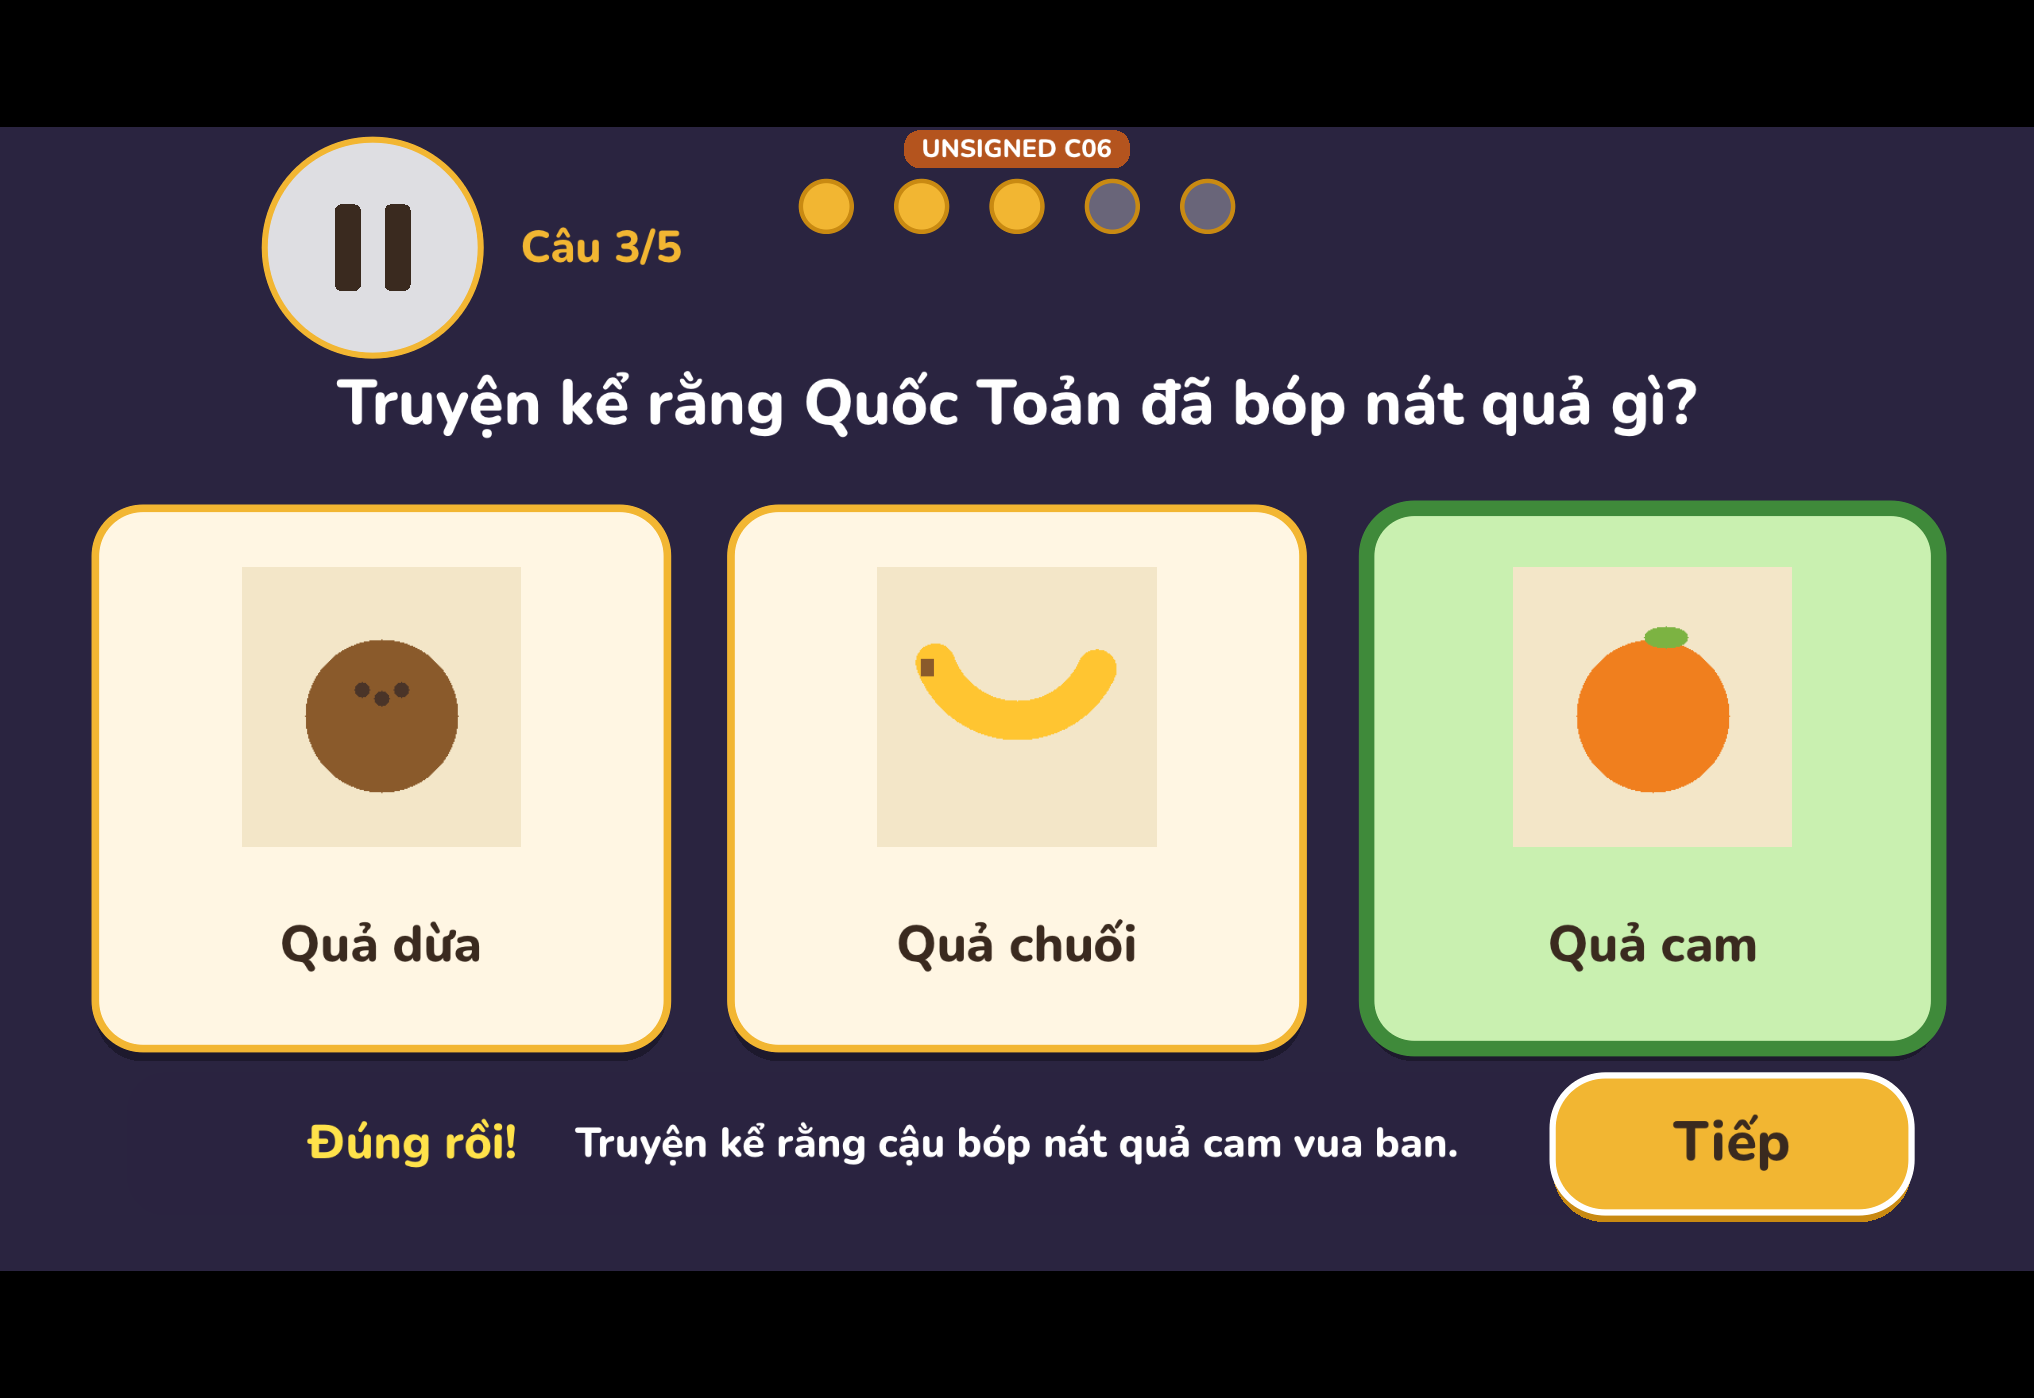 UNSIGNED C06
Câu 3/5
Truyện kể rằng Quốc Toản đã bóp nát quả gì?
Quả dừa
Quả chuối
Quả cam
Đúng rồi! Truyện kể rằng cậu bóp nát quả cam vua ban.
Tiếp